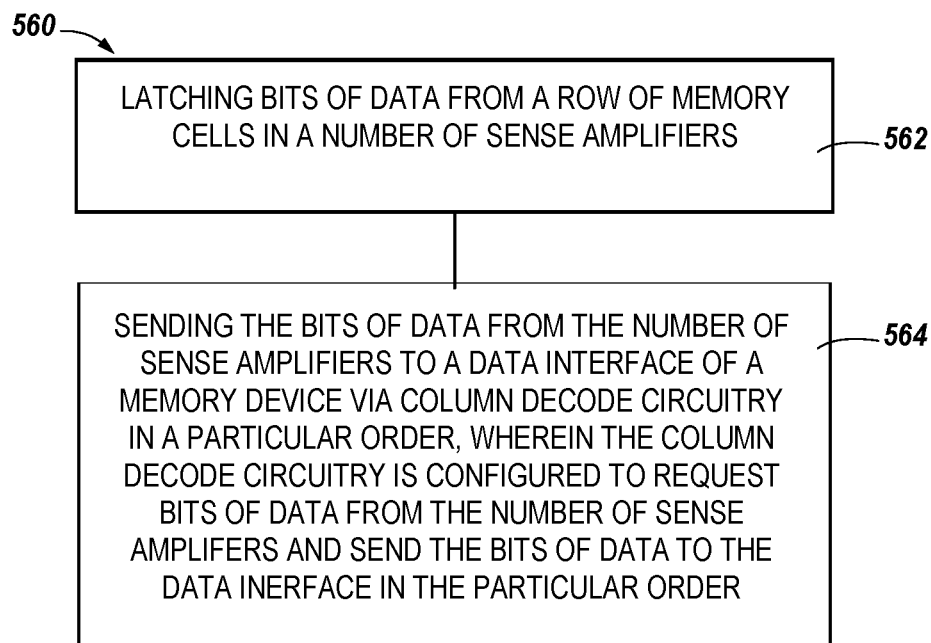 560
LATCHING BITS OF DATA FROM A ROW OF MEMORY
CELLS IN A NUMBER OF SENSE AMPLIFIERS
562
SENDING THE BITS OF DATA FROM THE NUMBER OF
SENSE AMPLIFIERS TO A DATA INTERFACE OF A
MEMORY DEVICE VIA COLUMN DECODE CIRCUITRY
IN A PARTICULAR ORDER, WHEREIN THE COLUMN
DECODE CIRCUITRY IS CONFIGURED TO REQUEST
BITS OF DATA FROM THE NUMBER OF SENSE
AMPLIFERS AND SEND THE BITS OF DATA TO THE
DATA INERFACE IN THE PARTICULAR ORDER
564